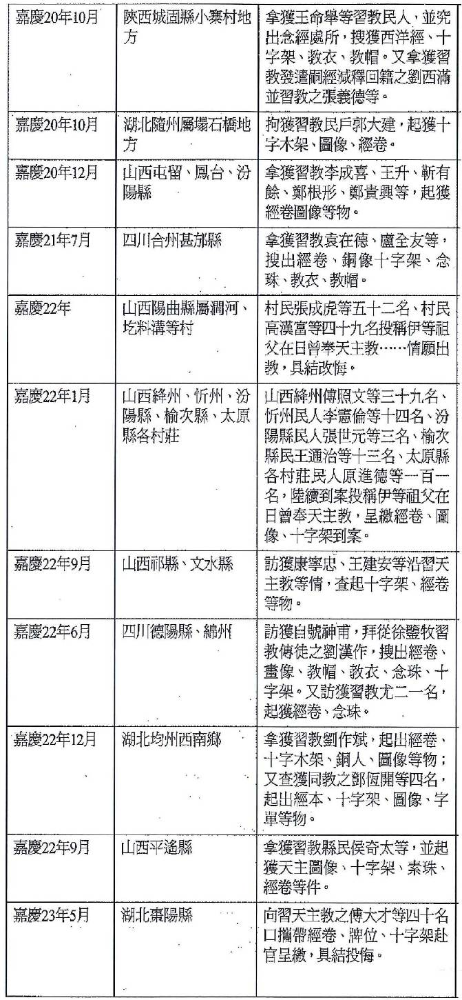 嘉慶20年10月
陝西城固縣小寨村地
方
拿獲王命舉等習教民人，並究
出念經處所，搜獲西洋經、十
字架、教衣、教帽。又拿獲習
教發遣嗣經減釋回籍之劉西滿
並習教之張義德等。
嘉慶20年10月
湖北隨州屬塌石橋地
方
拘獲習教民戶郭大建，起獲十
字木架、圖像、經卷。
嘉慶20年12月
山西屯留、鳳台、汾
陽縣
拿獲習教李成喜、王升、靳有
餘、鄭根形、鄭貴興等，起獲
經卷圖像等物。
嘉慶21年7月
四川合州甚邡縣
拿獲習教袁在德、盧全友等，
搜出經卷、銅像十字架、念
珠、教衣、教帽。
嘉慶22年
山西陽曲縣屬澗河、
圪料溝等村
村民張成虎等五十二名、村民
高漢富等四十九名投稱伊等祖
父在日曾奉天主教……情願出
教，具結改悔。
嘉慶22年1月
山西絳州、忻州、汾
陽縣、榆次縣、太原
縣各村莊
山西絳州傅照文等三十九名、
忻州民人李憲倫等十四名、汾
陽縣民人張世元等三名、榆次
縣民王通治等十三名、太原縣
各村莊民人原進德等一百一
名，陸續到案投稱伊等祖父在
日曾奉天主教，呈繳經卷、圖
像、十字架到案。
嘉慶22年9月
山西祁縣、文水縣
訪獲康寧忠、王建安等沿習天
主教等情，查起十字架、經卷
等物。
嘉慶22年6月
四川德陽縣、綿州
訪獲自號神甫，拜從徐鑒牧習
教傳徒之劉漢作，搜出經卷、
畫像、教帽、教衣、念珠、十
字架。又訪獲習教尤二一名，
起獲經卷、念珠。
嘉慶22年12月
湖北均州西南鄉
拿獲習教劉作斌，起出經卷、
十字木架、銅人、圖像等物；
又查獲同教之鄧恆開等四名，
起出經本、十字架、圖像、字
單等物。
嘉慶22年9月
山西平遙縣
拿獲習教縣民侯奇太等，並起
獲天主圖像、十字架、素珠、
經卷等件。
嘉慶23年5月
湖北棗陽縣
向習天主教之傅大才等四十名
口攜帶經卷、牌位、十字架赴
官呈繳，具結投悔。